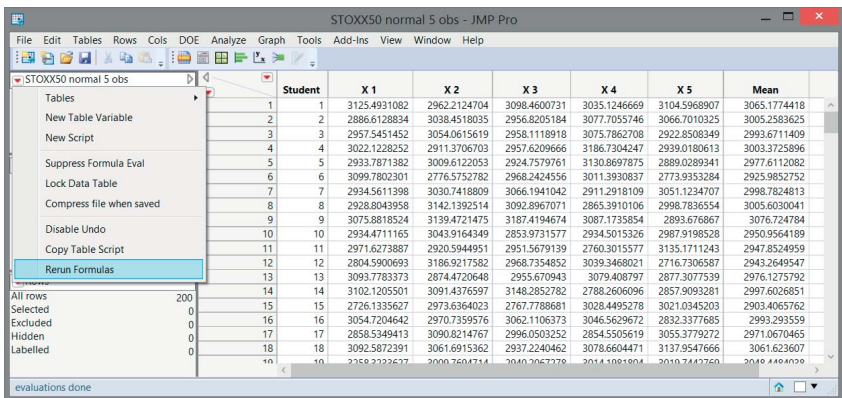 STOXX50 normal 5 obs - JMP Pro
File Edit Tables Rows Cols DOE Analyze Graph Tools Add-Ins View Window Help
STOXX50 normal 5 obs
Tables
New Table Variable
New Script
Suppress Formula Eval
Lock Data Table
Compress file when saved
Disable Undo
Copy Table Script
Rerun Formulas
All rows 200
Selected 0
Excluded 0
Hidden 0
Labelled 0
Student X 1 X 2 X 3 X 4 X 5 Mean
1 1 3125.4931082 2962.2124704 3098.4600731 3035.1246669 3104.5968907 3065.1774418
2 2 2886.6128834 3038.4518035 2956.8205184 3077.7055746 3066.7010325 3005.2583625
3 3 2957.5451452 3054.0615619 2958.1118918 3075.7862708 2922.8508349 2993.6711409
4 4 3022.1228252 2911.3706703 2957.6209666 3186.7304247 2939.0180613 3003.3725896
5 5 2933.7871382 3009.6122053 2924.7579761 3130.8697875 2889.0289341 2977.6112082
6 6 3099.7802301 2776.5752782 2968.2424556 3011.3930837 2773.9353284 2925.9852752
7 7 2934.5611398 3030.7418809 3066.1941042 2911.2918109 3051.1234707 2998.7824813
8 8 2928.8043958 3142.1392514 3092.8967071 2865.3910106 2998.7836554 3005.6030041
9 9 3075.8818524 3139.4721475 3187.4194674 3087.1735854 2893.676867 3076.724784
10 10 2934.4711165 3043.9164349 2853.9731577 2934.5015326 2987.9198528 2950.9564189
11 11 2971.6273887 2920.5944951 2951.5679139 2760.3015577 3135.1711243 2947.8524959
12 12 2804.5900693 3186.9217582 2968.7354852 3039.3468021 2716.7306587 2943.2649547
13 13 3093.7783373 2874.4720648 2955.670943 3079.408797 2877.3077539 2976.1275792
14 14 3102.1205501 3091.4376597 3148.2852782 2788.2606096 2857.9093281 2997.6026851
15 15 2726.1335627 2973.6364023 2767.7788681 3028.4495278 3021.0345203 2903.4065762
16 16 3054.7204642 2970.7359576 3062.1106373 3046.5629672 2832.3377685 2993.293559
17 17 2858.5349413 3090.8214767 2996.0503252 2854.5505619 3055.3779272 2971.0670465
18 18 3092.5872391 3061.6915362 2937.2240462 3078.6604471 3137.9547666 3061.623607
evaluations done